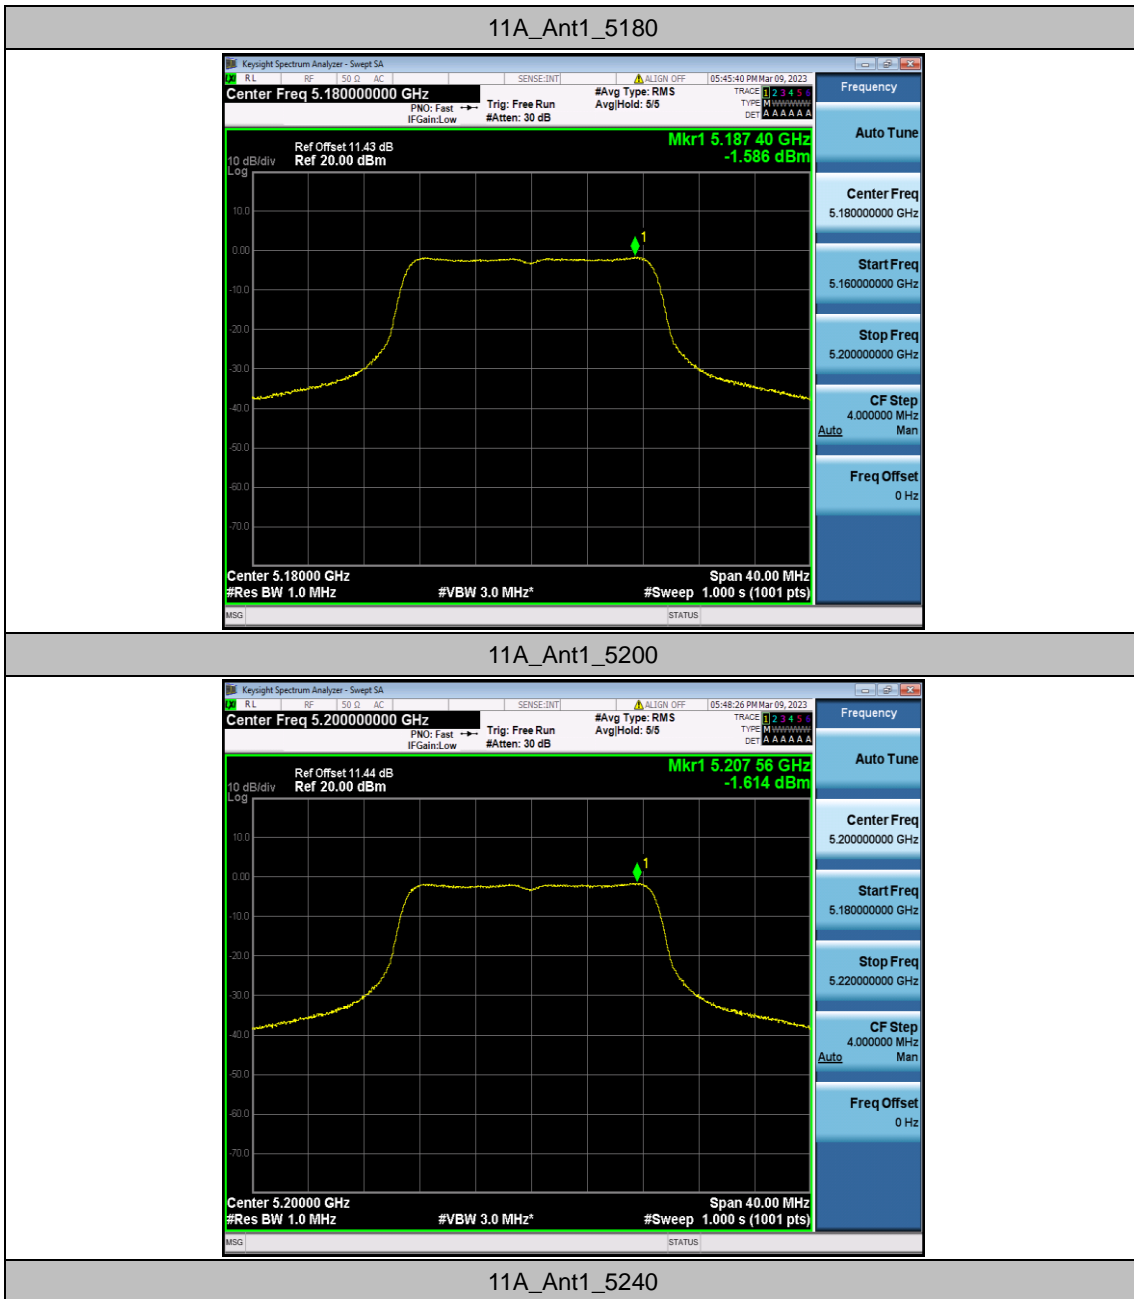 11A_Ant1_5180
Keysight Spectrum Analyzer - Swept SA
RL RF 50 Ω AC SENSE:INT ALIGN OFF 05:45:40 PM Mar 09, 2023
Center Freq 5.180000000 GHz
PNO: Fast
IFGain:Low
Trig: Free Run
#Atten: 30 dB
#Avg Type: RMS
Avg|Hold: 5/5
TRACE 1 2 3 4 5 6
TYPE M WWWWW
DET A A A A A A
Mkr1 5.187 40 GHz
-1.586 dBm
Ref Offset 11.43 dB
10 dB/div Ref 20.00 dBm
Log
10.0
0.00
-10.0
-20.0
-30.0
-40.0
-50.0
-60.0
-70.0
1
Center 5.18000 GHz Span 40.00 MHz
#Res BW 1.0 MHz #VBW 3.0 MHz* #Sweep 1.000 s (1001 pts)
MSG STATUS
Frequency
Auto Tune
Center Freq
5.180000000 GHz
Start Freq
5.160000000 GHz
Stop Freq
5.200000000 GHz
CF Step
4.000000 MHz
Auto Man
Freq Offset
0 Hz
11A_Ant1_5200
Keysight Spectrum Analyzer - Swept SA
RL RF 50 Ω AC SENSE:INT ALIGN OFF 05:48:26 PM Mar 09, 2023
Center Freq 5.200000000 GHz
PNO: Fast
IFGain:Low
Trig: Free Run
#Atten: 30 dB
#Avg Type: RMS
Avg|Hold: 5/5
TRACE 1 2 3 4 5 6
TYPE M WWWWW
DET A A A A A A
Mkr1 5.207 56 GHz
-1.614 dBm
Ref Offset 11.44 dB
10 dB/div Ref 20.00 dBm
Log
10.0
0.00
-10.0
-20.0
-30.0
-40.0
-50.0
-60.0
-70.0
1
Center 5.20000 GHz Span 40.00 MHz
#Res BW 1.0 MHz #VBW 3.0 MHz* #Sweep 1.000 s (1001 pts)
MSG STATUS
Frequency
Auto Tune
Center Freq
5.200000000 GHz
Start Freq
5.180000000 GHz
Stop Freq
5.220000000 GHz
CF Step
4.000000 MHz
Auto Man
Freq Offset
0 Hz
11A_Ant1_5240